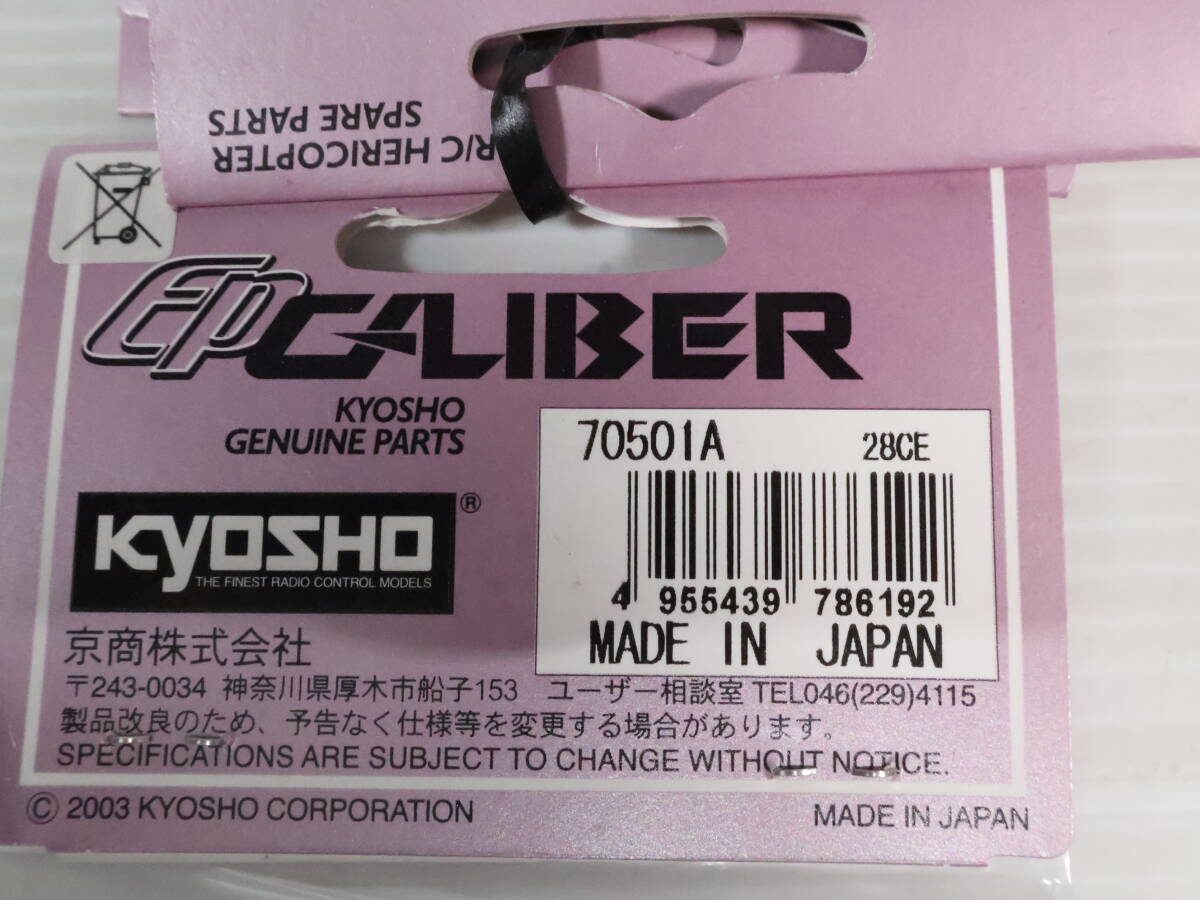 R/C HERICOPTER
SPARE PARTS
EP CALIBER
KYOSHO
GENUINE PARTS
70501A 28CE
4 955439 786192
MADE IN JAPAN
KYOSHO®
THE FINEST RADIO CONTROL MODELS
京商株式会社
〒243-0034 神奈川県厚木市船子153 ユーザー相談室 TEL046(229)4115
製品改良のため、予告なく仕様等を変更する場合があります。
SPECIFICATIONS ARE SUBJECT TO CHANGE WITHOUT NOTICE.
© 2003 KYOSHO CORPORATION MADE IN JAPAN